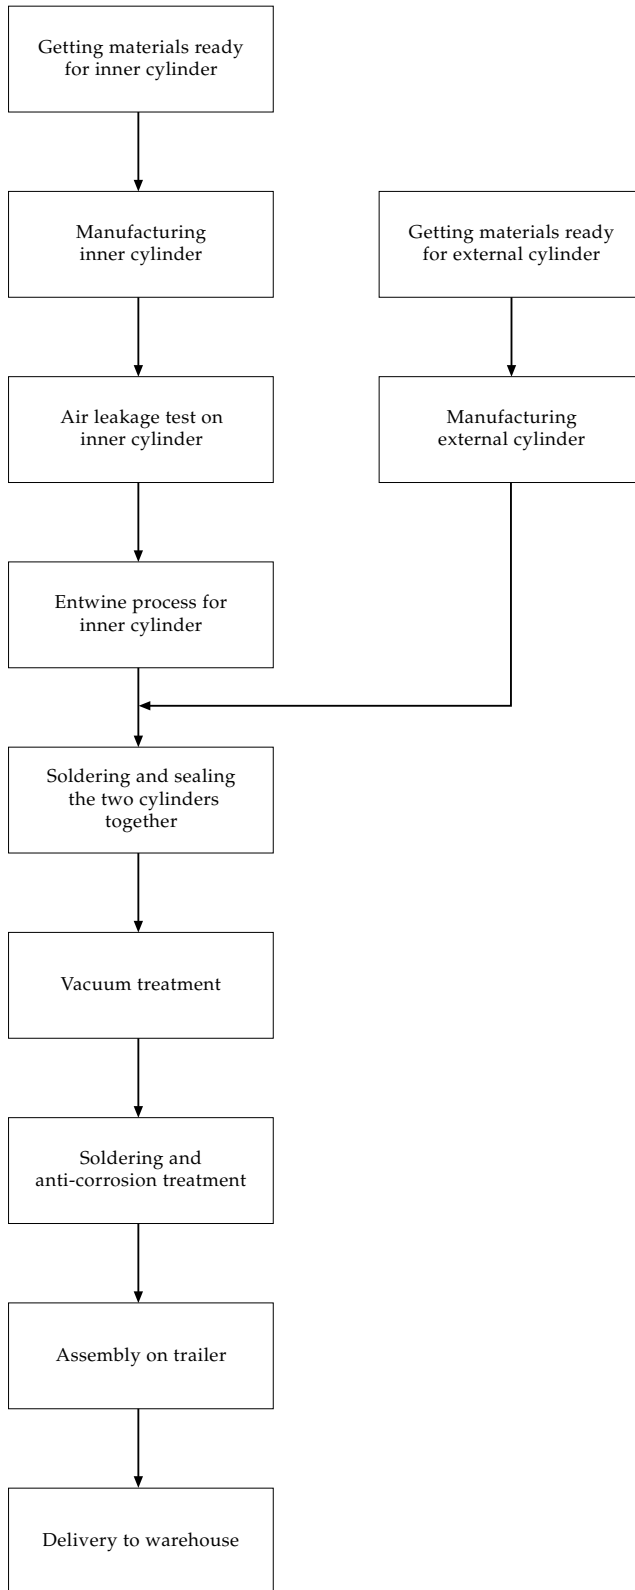 Getting materials ready
for inner cylinder
Manufacturing
inner cylinder
Getting materials ready
for external cylinder
Air leakage test on
inner cylinder
Manufacturing
external cylinder
Entwine process for
inner cylinder
Soldering and sealing
the two cylinders
together
Vacuum treatment
Soldering and
anti-corrosion treatment
Assembly on trailer
Delivery to warehouse